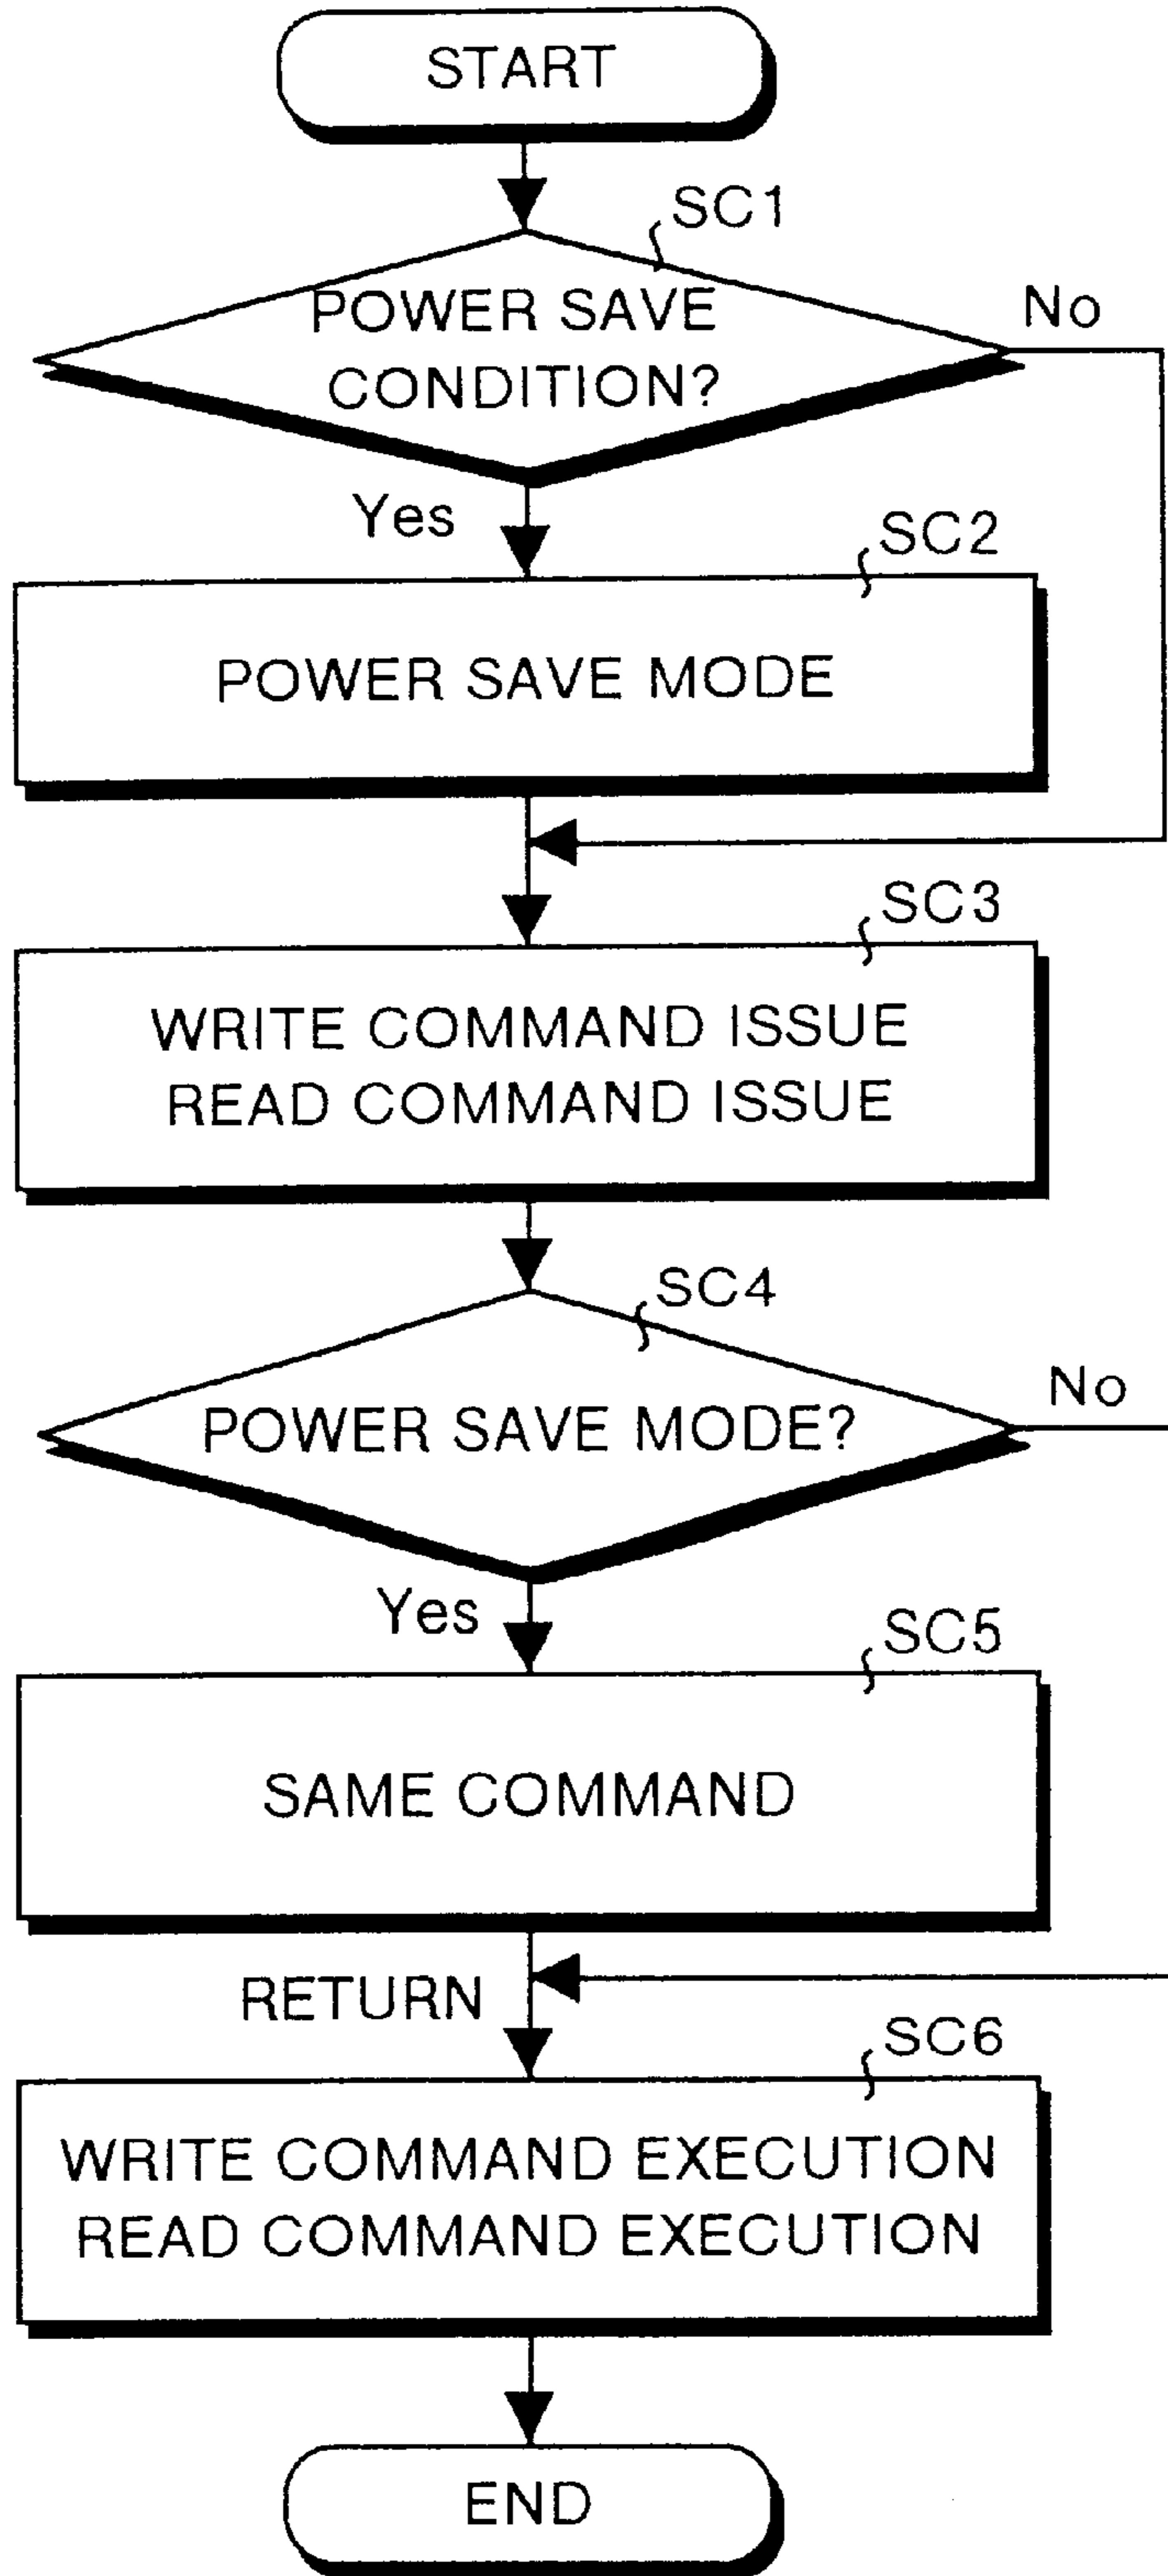 START
SC1
POWER SAVE
CONDITION?
No
Yes
SC2
POWER SAVE MODE
SC3
WRITE COMMAND ISSUE
READ COMMAND ISSUE
SC4
POWER SAVE MODE?
No
Yes
SC5
SAME COMMAND
RETURN
SC6
WRITE COMMAND EXECUTION
READ COMMAND EXECUTION
END